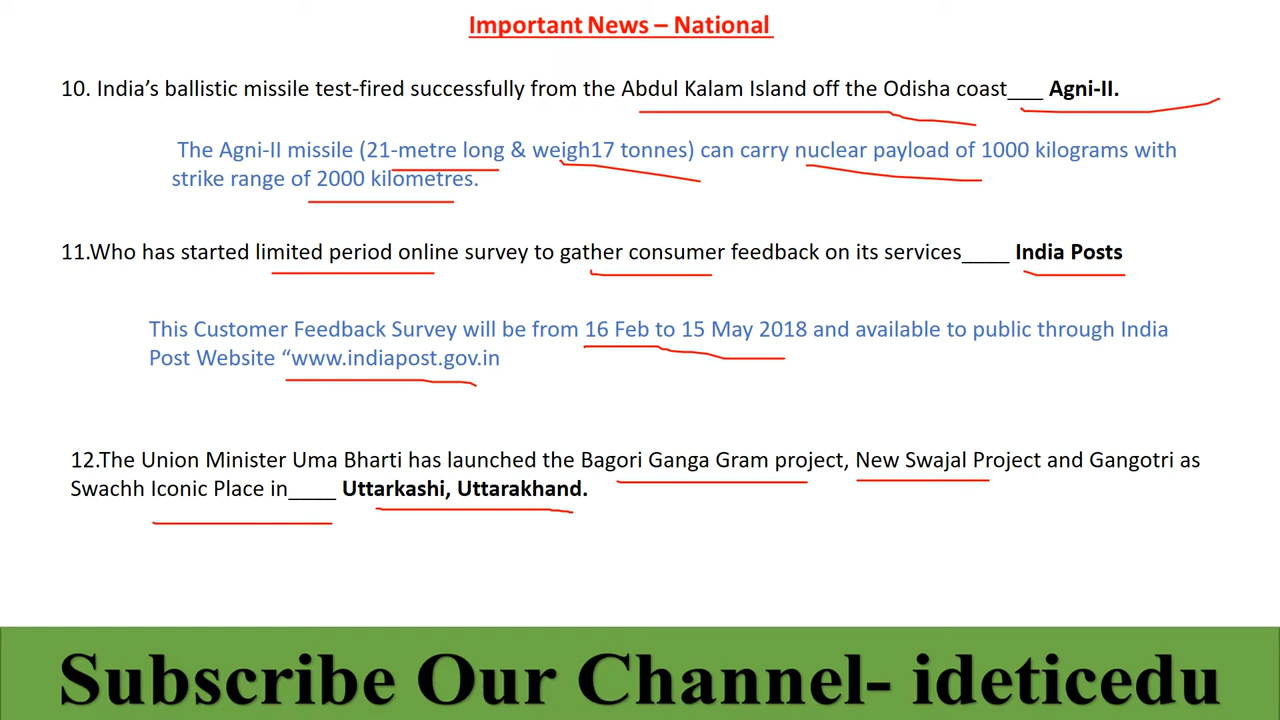 Important News – National
10. India’s ballistic missile test-fired successfully from the Abdul Kalam Island off the Odisha coast___ Agni-II.
The Agni-II missile (21-metre long & weigh17 tonnes) can carry nuclear payload of 1000 kilograms with
strike range of 2000 kilometres.
11.Who has started limited period online survey to gather consumer feedback on its services____ India Posts
This Customer Feedback Survey will be from 16 Feb to 15 May 2018 and available to public through India
Post Website “www.indiapost.gov.in
12.The Union Minister Uma Bharti has launched the Bagori Ganga Gram project, New Swajal Project and Gangotri as
Swachh Iconic Place in____ Uttarkashi, Uttarakhand.
Subscribe Our Channel- ideticedu